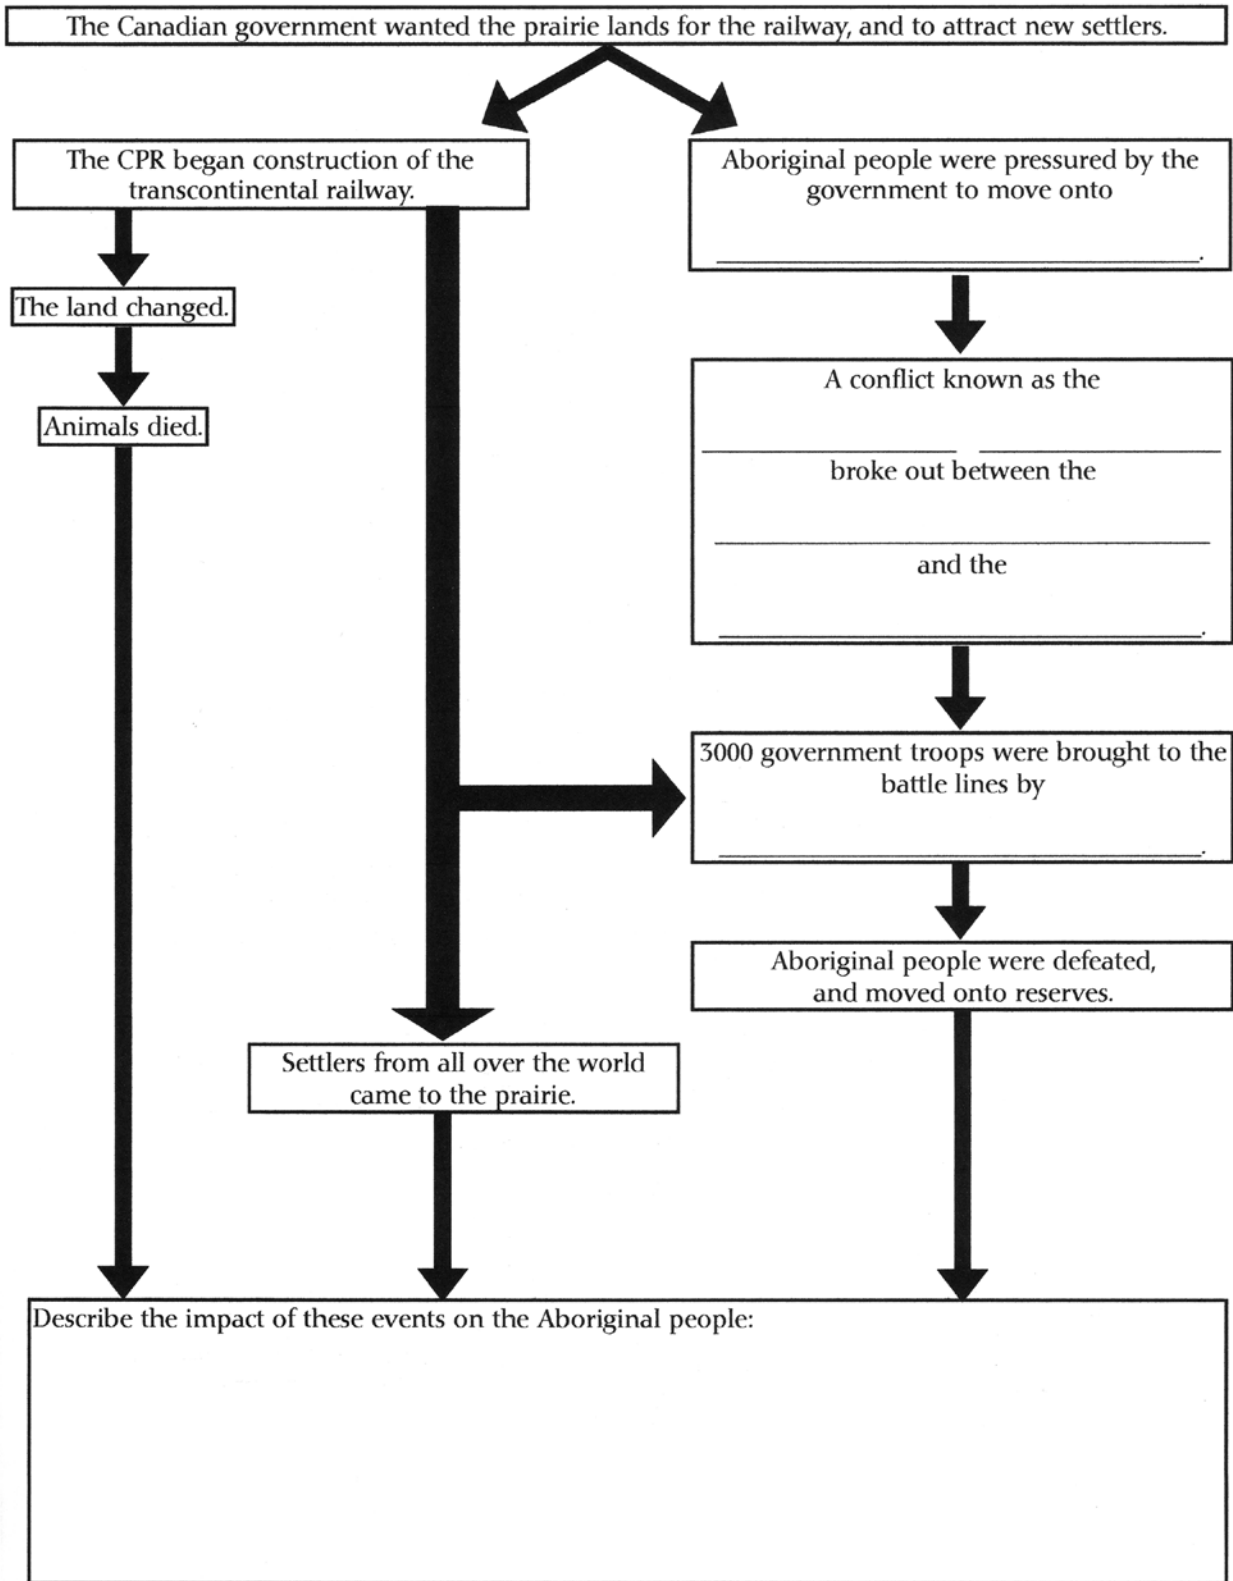 The Canadian government wanted the prairie lands for the railway, and to attract new settlers.
The CPR began construction of the
transcontinental railway.
Aboriginal people were pressured by the
government to move onto
.
The land changed.
Animals died.
A conflict known as the
broke out between the
and the
.
3000 government troops were brought to the
battle lines by
.
Aboriginal people were defeated,
and moved onto reserves.
Settlers from all over the world
came to the prairie.
Describe the impact of these events on the Aboriginal people: